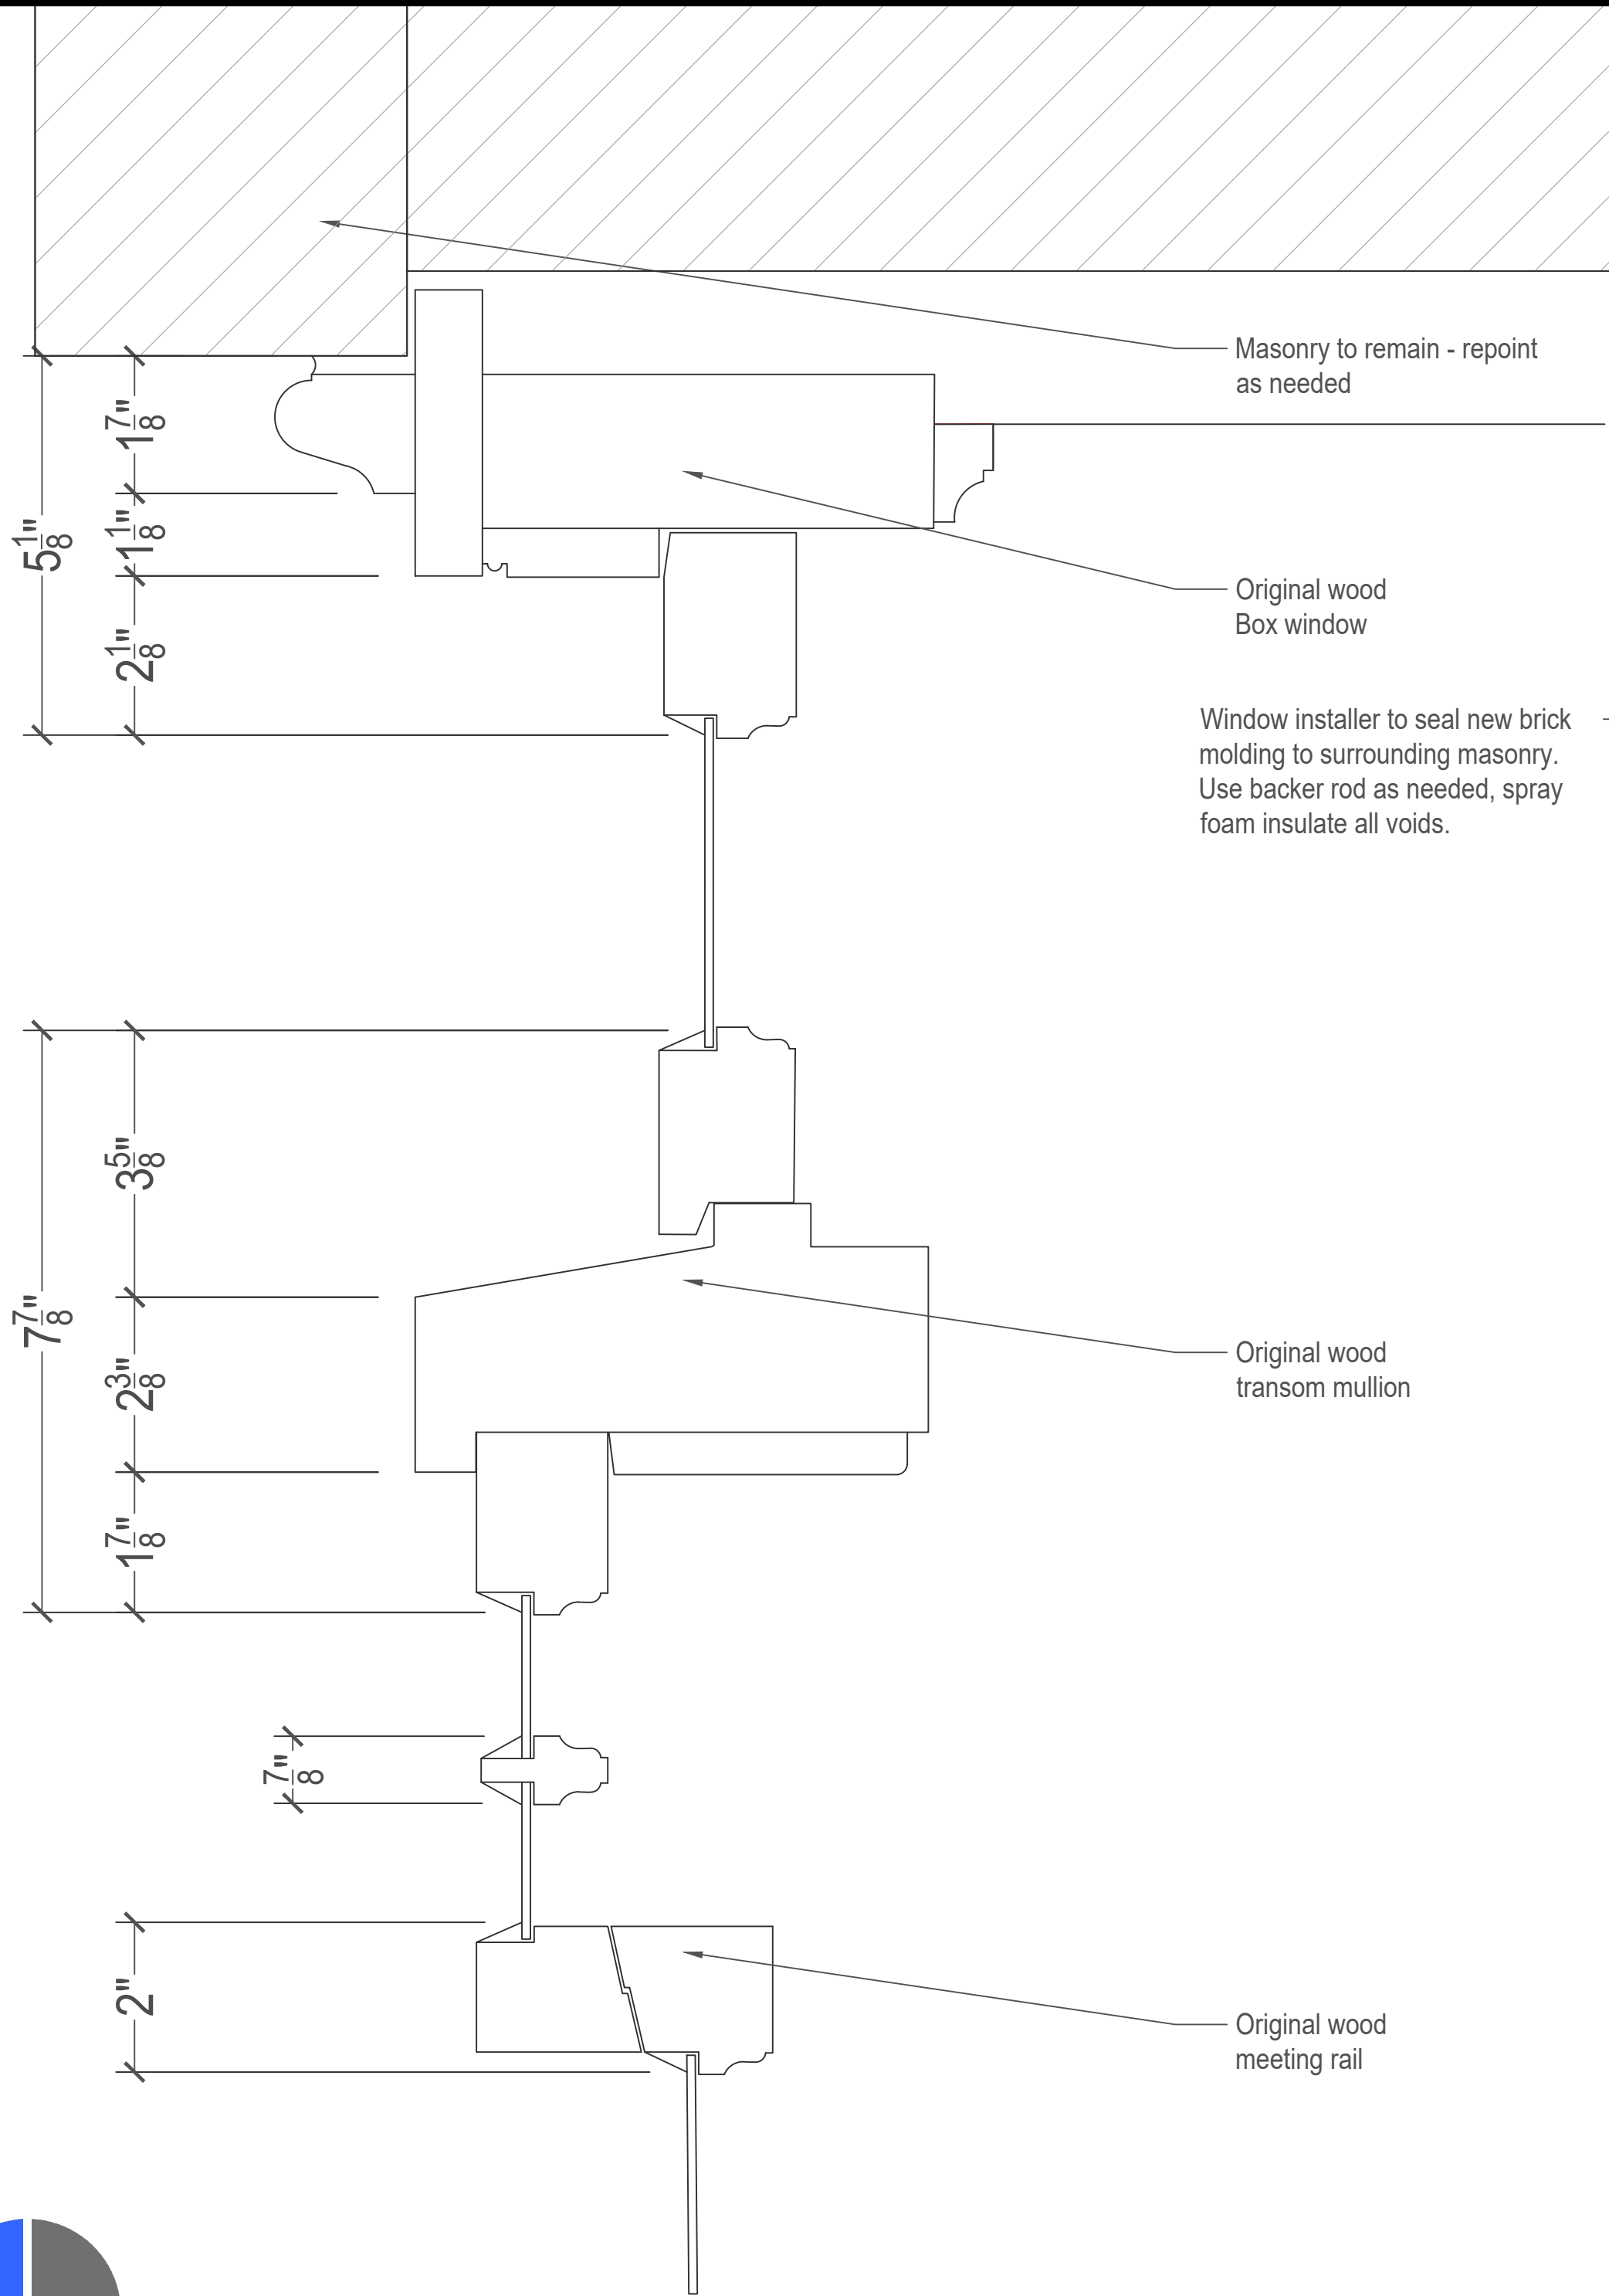 Masonry to remain - repoint
as needed
1 7/8"
5 1/8"
1 1/8"
Original wood
Box window
2 1/8"
Window installer to seal new brick
molding to surrounding masonry.
Use backer rod as needed, spray
foam insulate all voids.
3 5/8"
7 7/8"
2 3/8"
Original wood
transom mullion
1 7/8"
7/8"
2"
Original wood
meeting rail